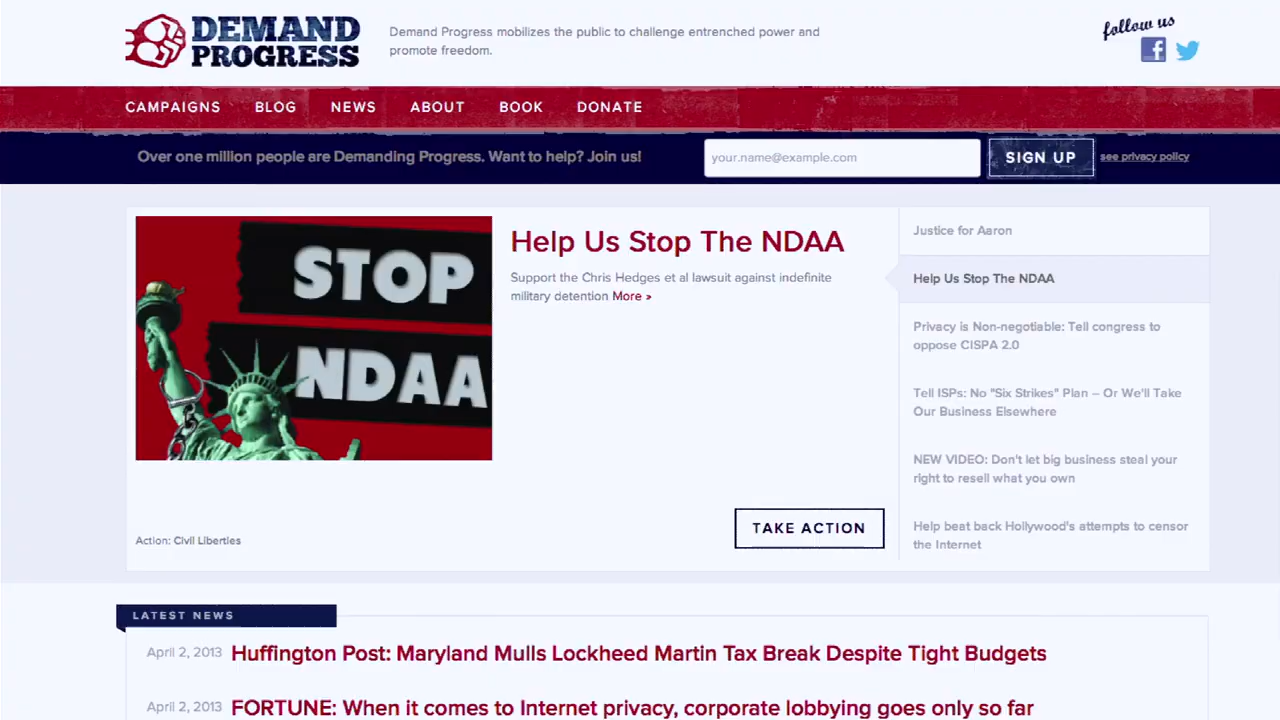 DEMAND
PROGRESS
Demand Progress mobilizes the public to challenge entrenched power and
promote freedom.
follow us
CAMPAIGNS BLOG NEWS ABOUT BOOK DONATE
Over one million people are Demanding Progress. Want to help? Join us!
your.name@example.com
SIGN UP
see privacy policy
STOP
NDAA
Help Us Stop The NDAA
Support the Chris Hedges et al lawsuit against indefinite
military detention More »
Action: Civil Liberties
TAKE ACTION
Justice for Aaron
Help Us Stop The NDAA
Privacy is Non-negotiable: Tell congress to
oppose CISPA 2.0
Tell ISPs: No "Six Strikes" Plan – Or We'll Take
Our Business Elsewhere
NEW VIDEO: Don't let big business steal your
right to resell what you own
Help beat back Hollywood's attempts to censor
the Internet
LATEST NEWS
April 2, 2013 Huffington Post: Maryland Mulls Lockheed Martin Tax Break Despite Tight Budgets
April 2, 2013 FORTUNE: When it comes to Internet privacy, corporate lobbying goes only so far